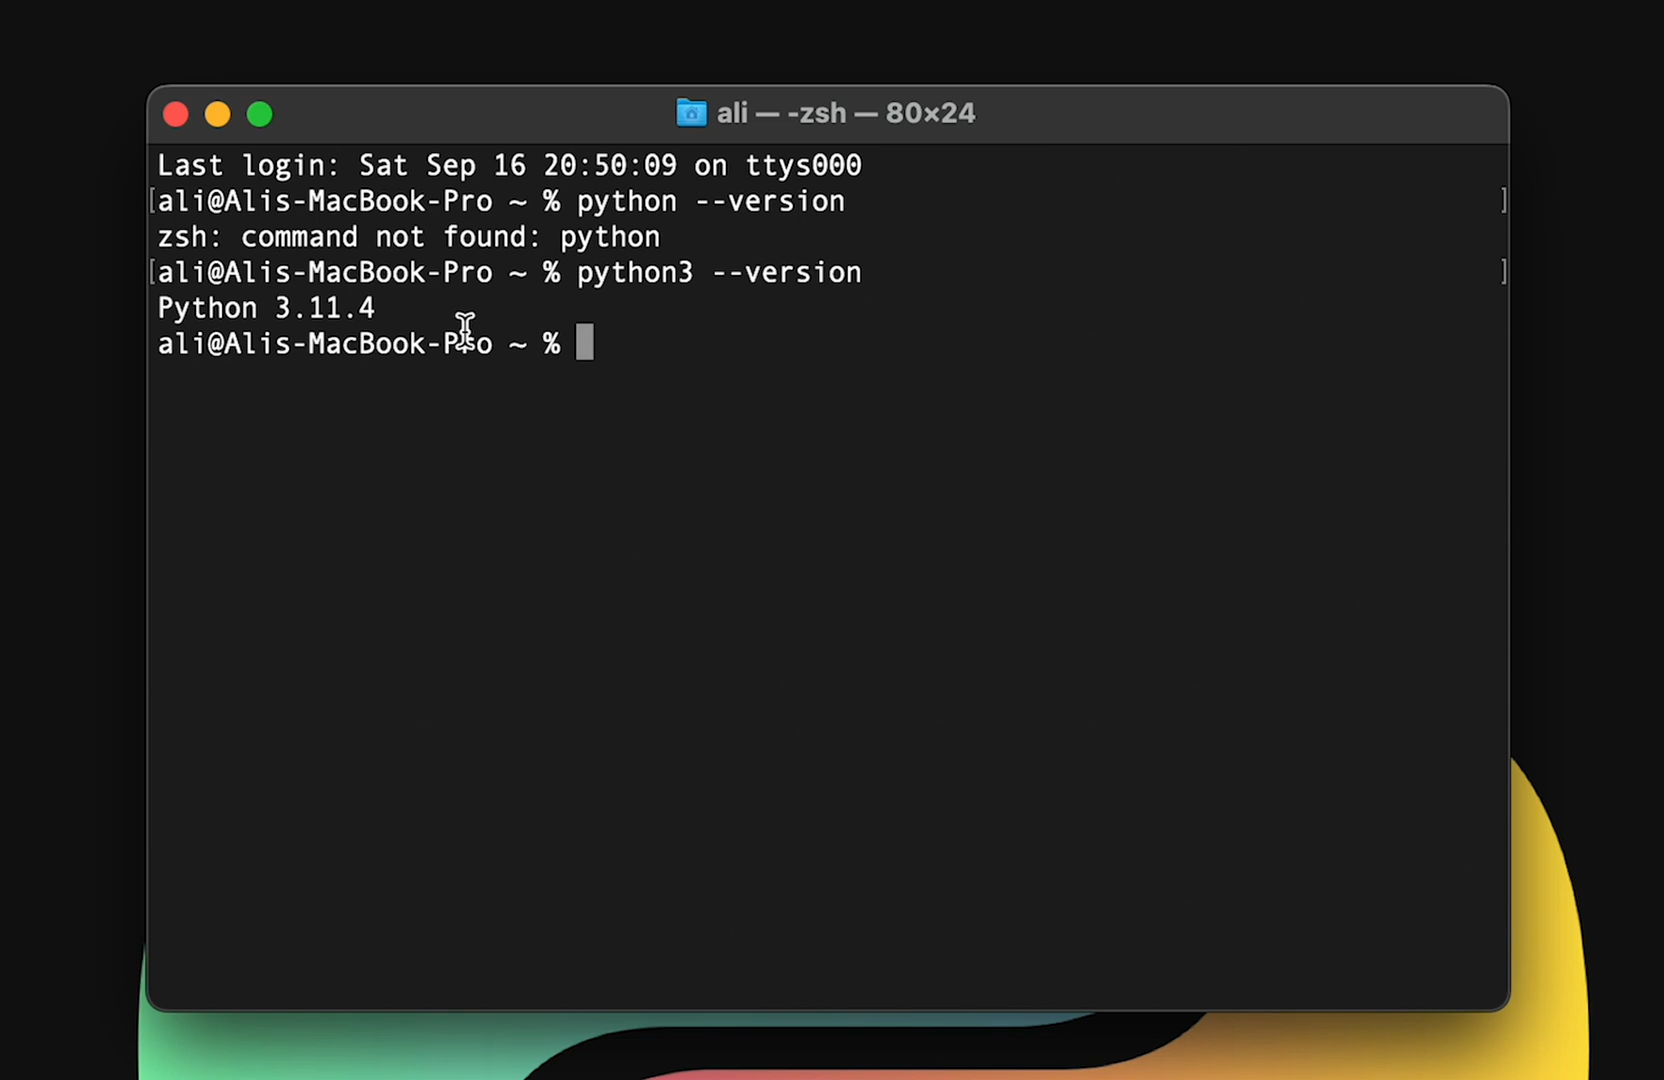 ali — -zsh — 80×24
Last login: Sat Sep 16 20:50:09 on ttys000
[ali@Alis-MacBook-Pro ~ % python --version ]
zsh: command not found: python
[ali@Alis-MacBook-Pro ~ % python3 --version ]
Python 3.11.4
ali@Alis-MacBook-Pro ~ %